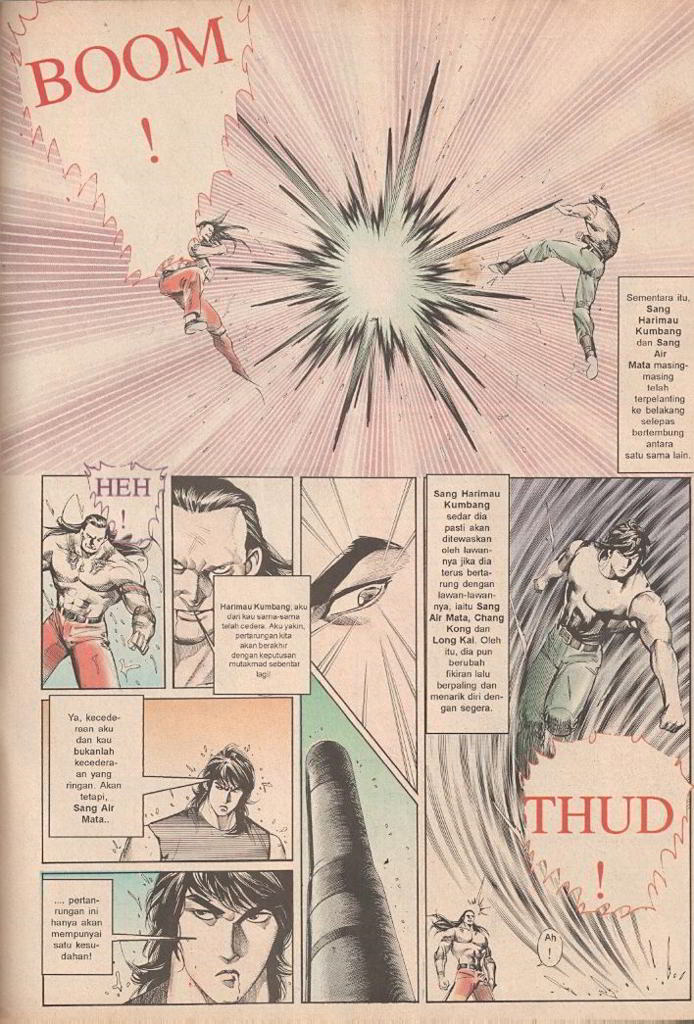 BOOM
!
Sementara itu,
Sang
Harimau
Kumbang
dan Sang
Air
Mata masing-
masing
telah
terpelanting
ke belakang
selepas
bertembung
antara
satu sama lain.
HEH
!
Harimau Kumbang, aku
dan kau sama-sama
telah cedera. Aku yakin,
pertarungan kita
akan berakhir
dengan keputusan
mutakmad sebentar
lagi!
Ya, kecede-
raan aku
dan kau
bukanlah
kecedera-
an yang
ringan. Akan
tetapi,
Sang Air
Mata..
...., pertan-
rungan ini
hanya akan
mempunyai
satu kesu-
dahan!
Sang Harimau
Kumbang
sedar dia
pasti akan
ditewaskan
oleh lawan-
nya jika dia
terus berta-
rung dengan
lawan-lawan-
nya, iaitu Sang
Air Mata, Chang
Kong dan
Long Kai. Oleh
itu, dia pun
berubah
fikiran lalu
berpaling dan
menarik diri den-
gan segera.
THUD
!
Ah
!